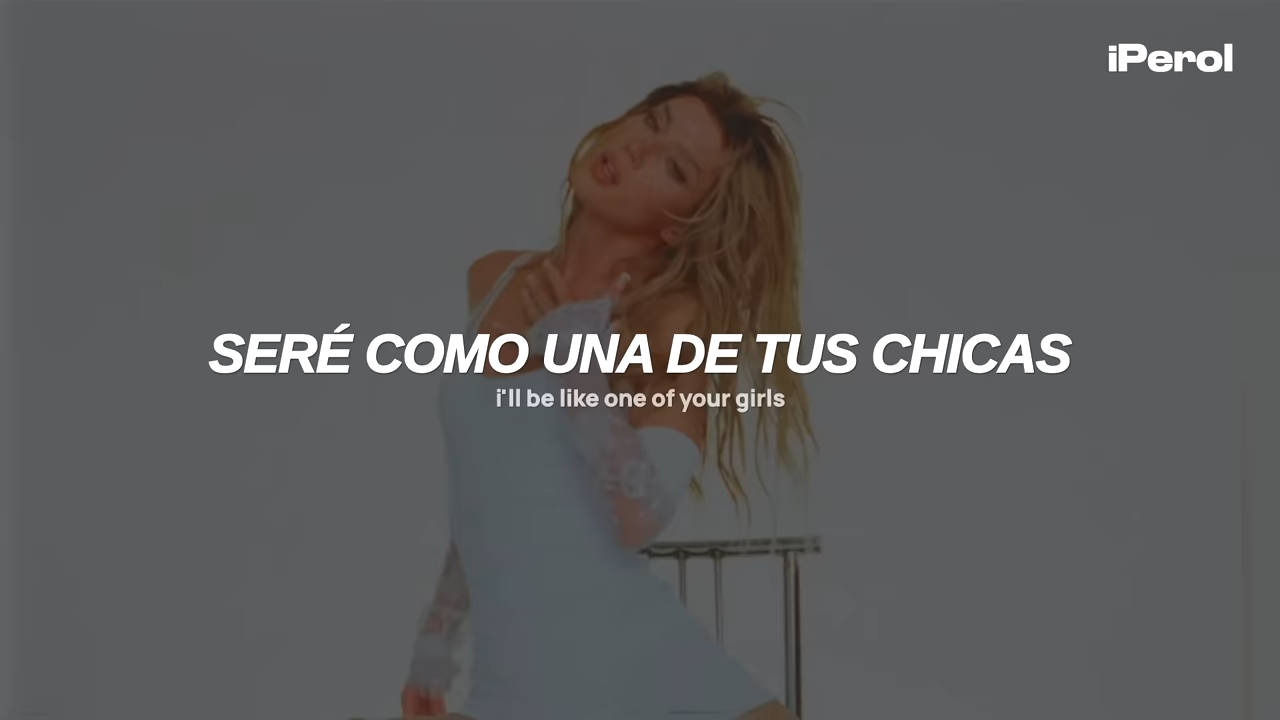 iPerol
SERÉ COMO UNA DE TUS CHICAS
i'll be like one of your girls